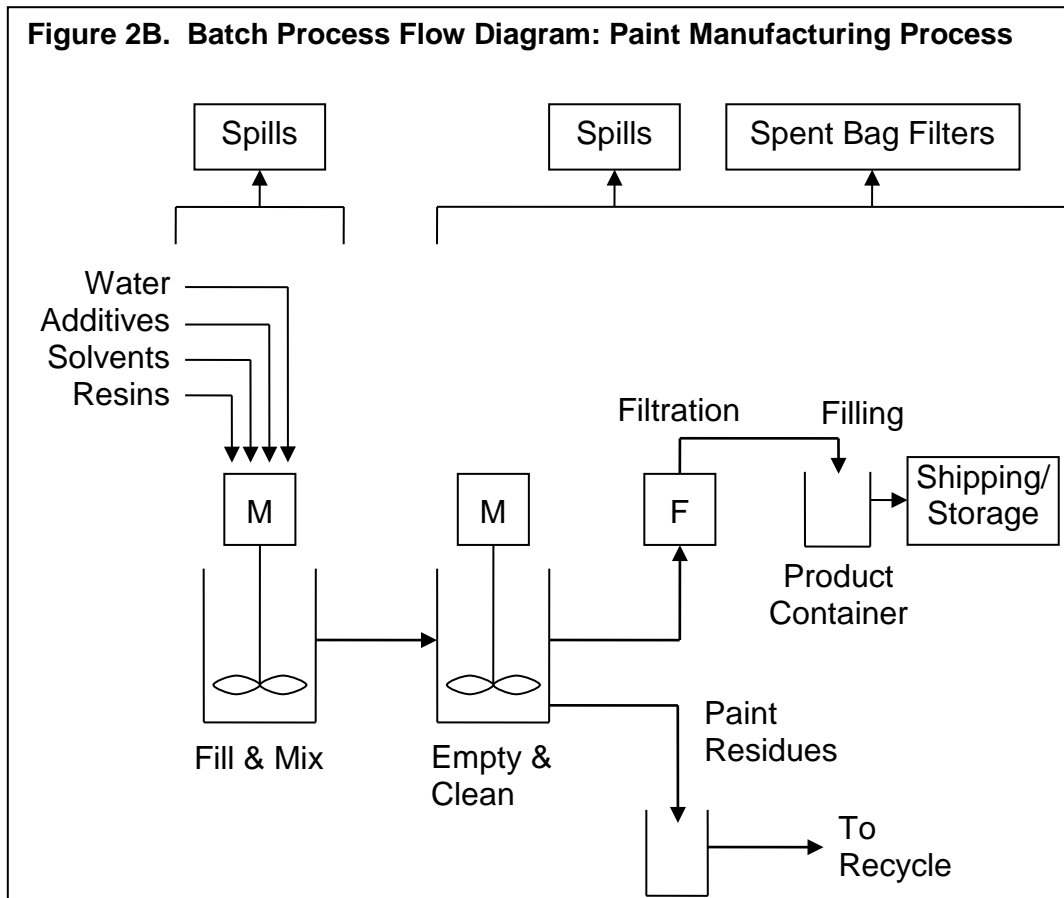 Figure 2B. Batch Process Flow Diagram: Paint Manufacturing Process
Spills
Spills
Spent Bag Filters
Water
Additives
Solvents
Resins
Filtration
Filling
M
M
F
Shipping/
Storage
Product
Container
Fill & Mix
Empty &
Clean
Paint
Residues
To
Recycle